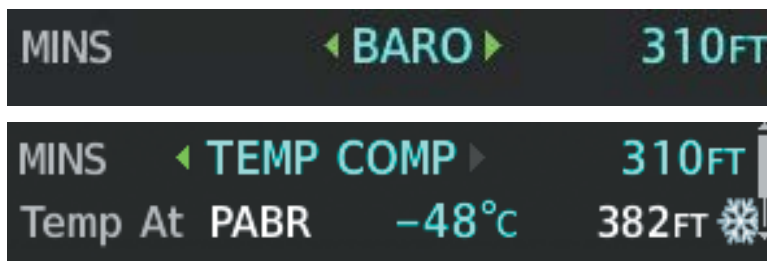 MINS BARO 310FT
MINS TEMP COMP 310FT
Temp At PABR -48°C 382FT